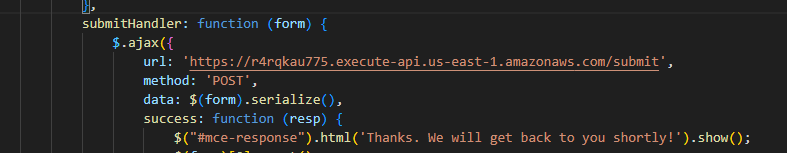 },
submitHandler: function (form) {
$.ajax({
url: 'https://r4rqkau775.execute-api.us-east-1.amazonaws.com/submit',
method: 'POST',
data: $(form).serialize(),
success: function (resp) {
$("#mce-response").html('Thanks. We will get back to you shortly!').show();